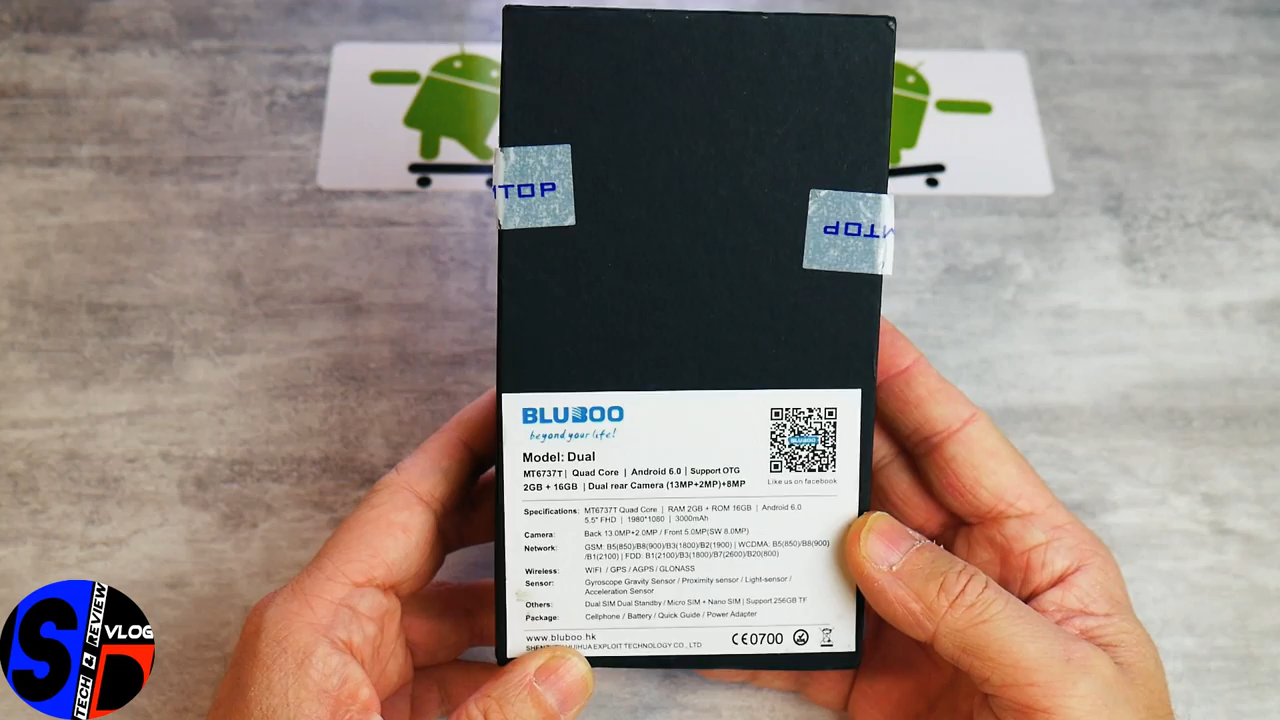 MTOP
MTOP
BLUBOO
beyond your life!
Model: Dual
MT6737T | Quad Core | Android 6.0 | Support OTG
2GB + 16GB | Dual rear Camera (13MP+2MP)+8MP
BLUBOO
Like us on facebook
Specifications: MT6737T Quad Core | RAM 2GB + ROM 16GB | Android 6.0
5.5" FHD | 1980*1080 | 3000mAh
Camera: Back 13.0MP+2.0MP / Front 5.0MP(SW 8.0MP)
Network: GSM: B5(850)/B8(900)/B3(1800)/B2(1900) | WCDMA: B5(850)/B8(900)
/B1(2100) | FDD: B1(2100)/B3(1800)/B7(2600)/B20(800)
Wireless: WIFI / GPS / AGPS / GLONASS
Sensor: Gyroscope Gravity Sensor / Proximity sensor / Light-sensor /
Acceleration Sensor
Others: Dual SIM Dual Standby / Micro SIM + Nano SIM | Support 256GB TF
Package: Cellphone / Battery / Quick Guide / Power Adapter
www.bluboo.hk
EXPLOIT TECHNOLOGY CO., LTD
CE0700
SD
TECH & REVIEW
VLOG